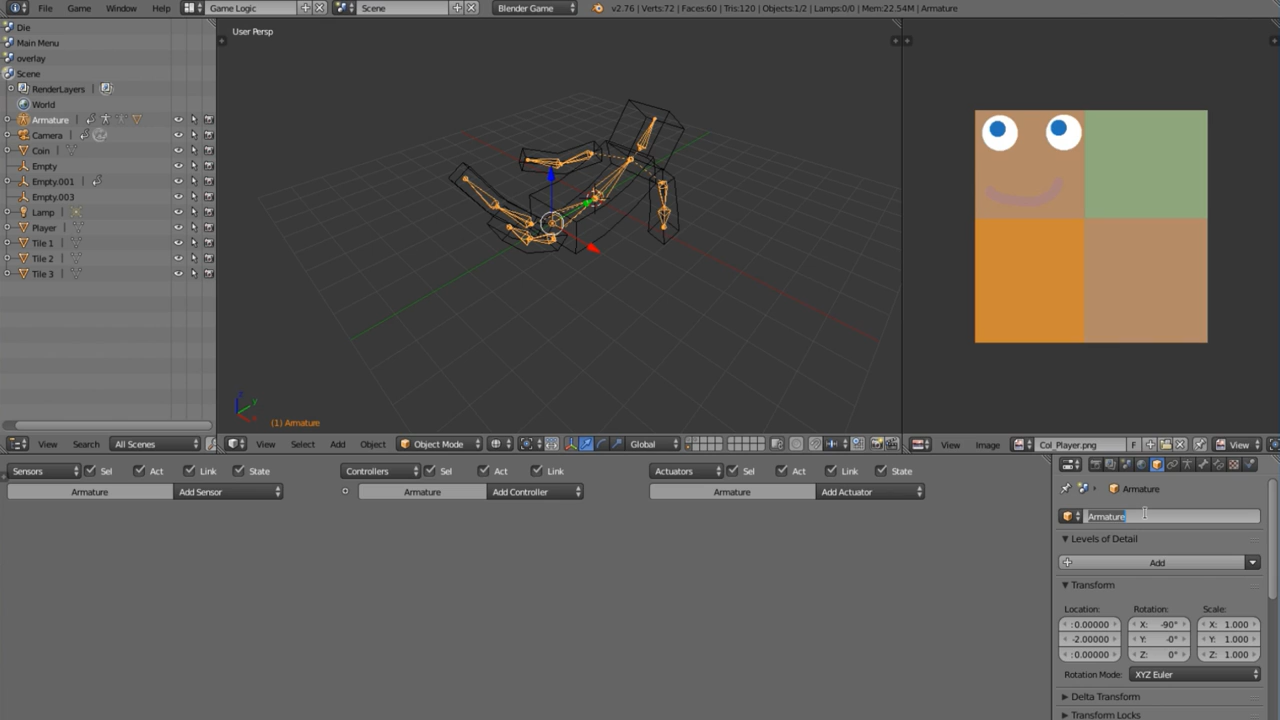 File Game Window Help Game Logic Scene Blender Game v2.76 | Verts:72 | Faces:60 | Tris:120 | Objects:1/2 | Lamps:0/0 | Mem:22.54M | Armature
Die
Main Menu
overlay
Scene
RenderLayers |
World
Armature |
Camera |
Coin |
Empty
Empty.001 |
Empty.003
Lamp |
Player |
Tile 1 |
Tile 2 |
Tile 3 |
User Persp
(1) Armature
View Search All Scenes
View Select Add Object Object Mode Global
View Image Col_Player.png F View
Sensors Sel Act Link State Controllers Sel Act Link Actuators Sel Act Link State
Armature Add Sensor Armature Add Controller Armature Add Actuator
Armature
Armature
Levels of Detail
Add
Transform
Location: Rotation: Scale:
: 0.00000 X: -90° X: 1.000
-2.00000 Y: -0° Y: 1.000
: 0.00000 Z: 0° Z: 1.000
Rotation Mode: XYZ Euler
Delta Transform
Transform Locks